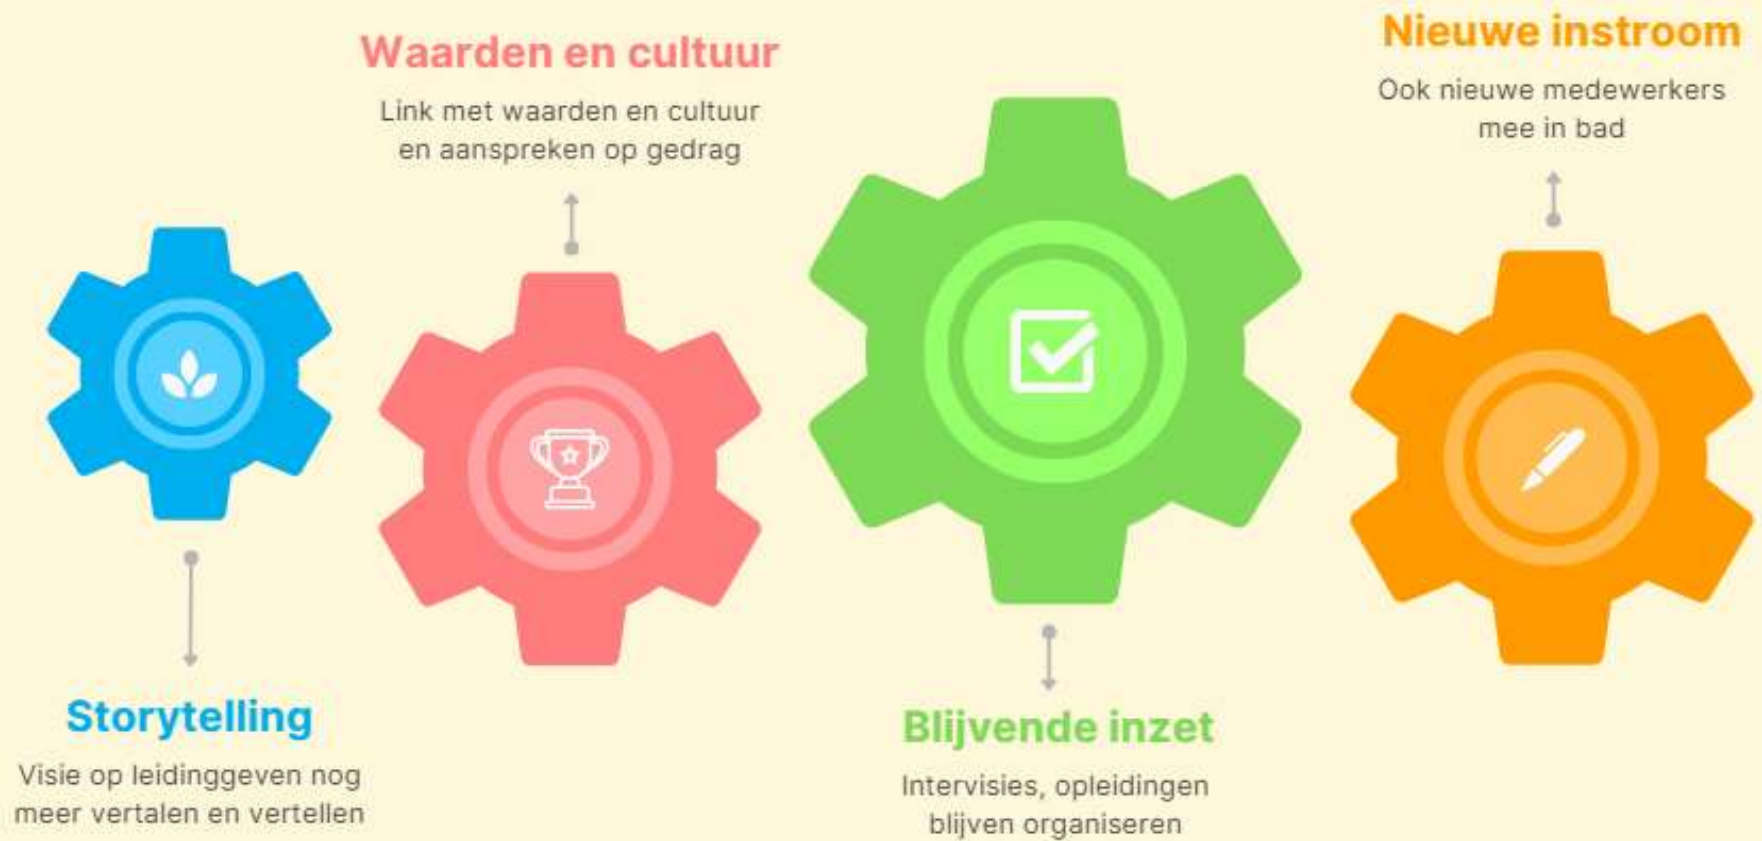 Storytelling
Visie op leidinggeven nog
meer vertalen en vertellen
Waarden en cultuur
Link met waarden en cultuur
en aanspreken op gedrag
Blijvende inzet
Intervisies, opleidingen
blijven organiseren
Nieuwe instroom
Ook nieuwe medewerkers
mee in bad